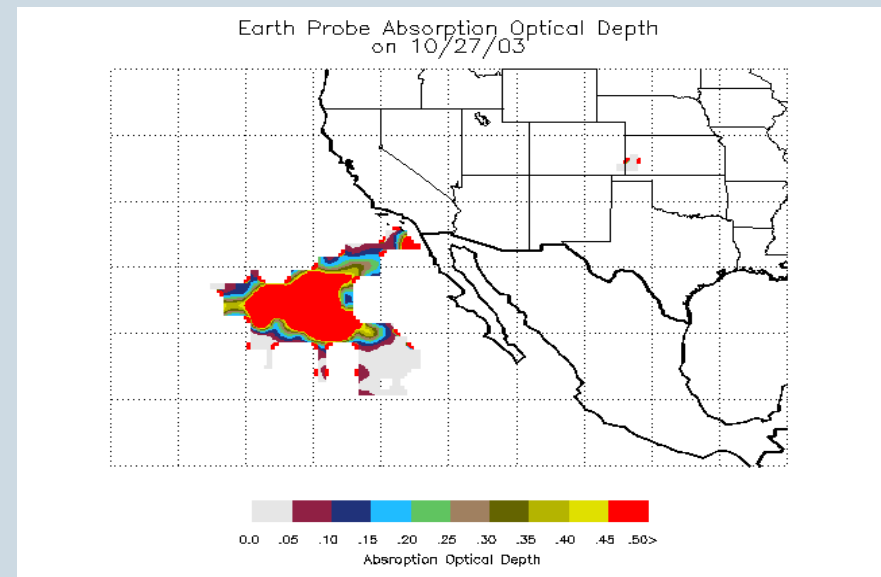 Earth Probe Absorption Optical Depth
on 10/27/03
0.0 .05 .10 .15 .20 .25 .30 .35 .40 .45 .50>
Absroption Optical Depth